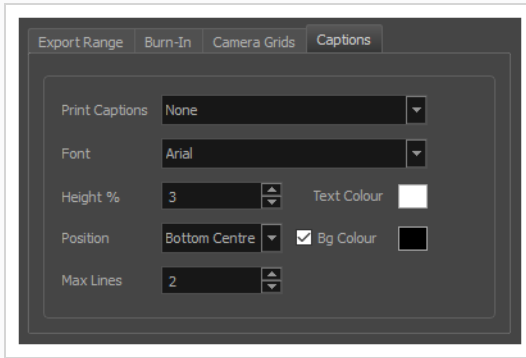 Export Range Burn-In Camera Grids Captions
Print Captions None
Font Arial
Height % 3 Text Colour
Position Bottom Centre Bg Colour
Max Lines 2